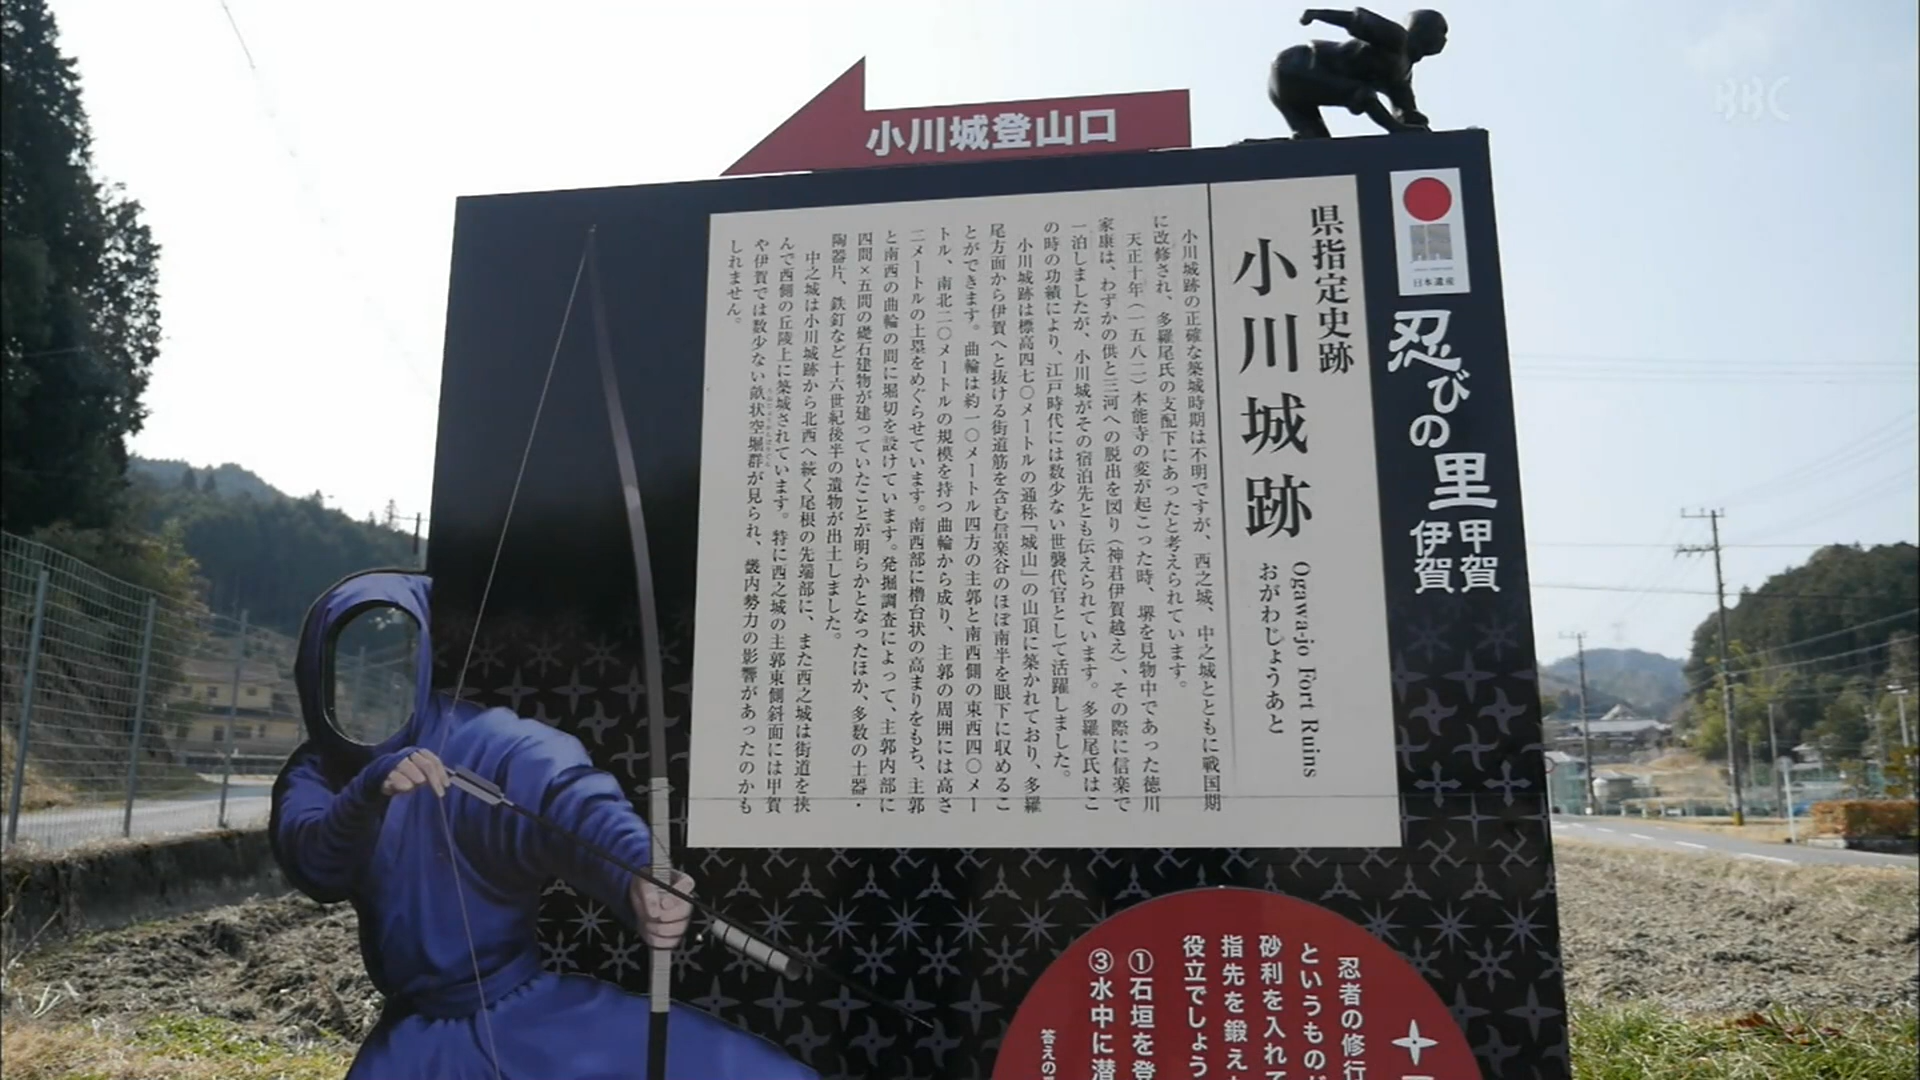 小川城登山口
BBC
日本遺産
忍びの里
甲賀
伊賀
県指定史跡
小川城跡
Ogawa-jo Fort Ruins
おがわじょうあと
小川城跡の正確な築城時期は不明ですが、西之城、中之城とともに戦国期
に改修され、多羅尾氏の支配下にあったと考えられています。
天正十年(一五八二)本能寺の変が起こった時、堺を見物中であった徳川
家康は、わずかの供と三河への脱出を図り(神君伊賀越え)、その際に信楽で
一泊しましたが、小川城がその宿泊先とも伝えられています。多羅尾氏はこ
の時の功績により、江戸時代には数少ない世襲代官として活躍しました。
小川城跡は標高四七〇メートルの通称「城山」の山頂に築かれており、多羅
尾方面から伊賀へと抜ける街道筋を含む信楽谷のほぼ南半を眼下に収めるこ
とができます。曲輪は約一〇メートル四方の主郭と南西側の東西四〇メー
トル、南北二〇メートルの規模を持つ曲輪から成り、主郭の周囲には高さ
二メートルの土塁をめぐらせています。南西部に櫓台状の高まりをもち、主郭
と南西の曲輪の間に堀切を設けています。発掘調査によって、主郭内部に
四間×五間の礎石建物が建っていたことが明らかとなったほか、多数の土器・
陶器片、鉄釘など十六世紀後半の遺物が出土しました。
中之城は小川城跡から北西へ続く尾根の先端部に、また西之城は街道を挟
んで西側の丘陵上に築城されています。特に西之城の主郭東側斜面には甲賀
や伊賀では数少ない畝状空堀群が見られ、畿内勢力の影響があったのかも
しれません。
忍者の修行
というものが
砂利を入れて
指先を鍛え
役立でしょう
①石垣を登
③水中に潜
答えの